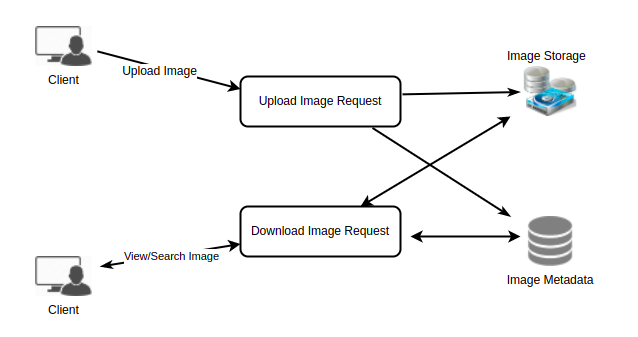 Image Storage
Upload Image
Client
Upload Image Request
Download Image Request
View/Search Image
Image Metadata
Client